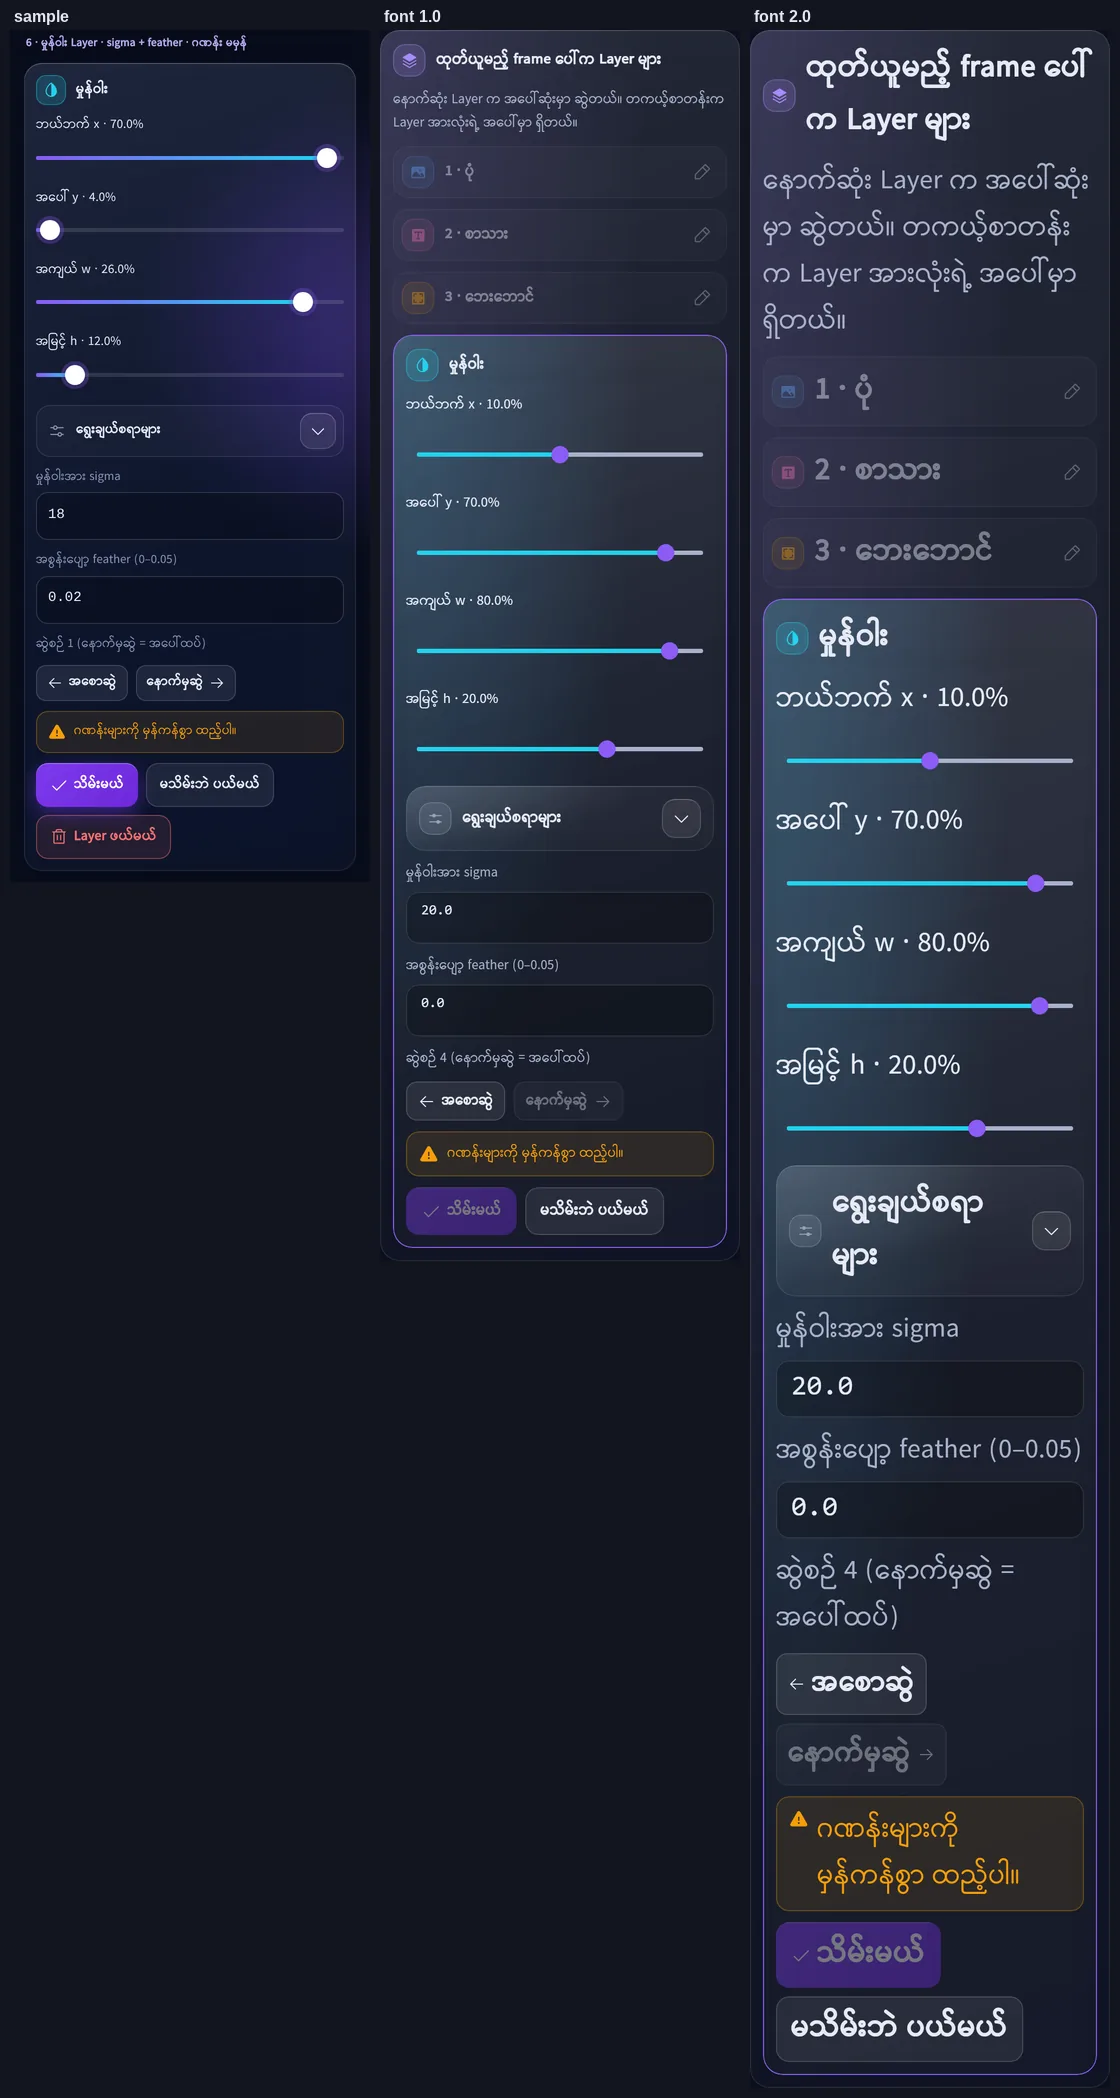 sample
6 · မှုန်ဝါး Layer · sigma + feather · ဂဏန်း မမှန်
မှုန်ဝါး
ဘယ်ဘက် x · 70.0%
အပေါ် y · 4.0%
အကျယ် w · 26.0%
အမြင့် h · 12.0%
ရွေးချယ်စရာများ
မှုန်ဝါးအား sigma
18
အစွန်းပျော့ feather (0–0.05)
0.02
ဆွဲစဉ် 1 (နောက်မှဆွဲ = အပေါ်ထပ်)
← အစောဆွဲ
နောက်မှဆွဲ →
ဂဏန်းများကို မှန်ကန်စွာ ထည့်ပါ။
သိမ်းမယ်
မသိမ်းဘဲ ပယ်မယ်
Layer ဖယ်မယ်
font 1.0
ထုတ်ယူမည့် frame ပေါ်က Layer များ
နောက်ဆုံး Layer က အပေါ်ဆုံးမှာ ဆွဲတယ်။ တကယ့်စာတန်းက
Layer အားလုံးရဲ့ အပေါ်မှာ ရှိတယ်။
1 · ပုံ
2 · စာသား
3 · ဘေးဘောင်
မှုန်ဝါး
ဘယ်ဘက် x · 10.0%
အပေါ် y · 70.0%
အကျယ် w · 80.0%
အမြင့် h · 20.0%
ရွေးချယ်စရာများ
မှုန်ဝါးအား sigma
20.0
အစွန်းပျော့ feather (0–0.05)
0.0
ဆွဲစဉ် 4 (နောက်မှဆွဲ = အပေါ်ထပ်)
← အစောဆွဲ
နောက်မှဆွဲ →
ဂဏန်းများကို မှန်ကန်စွာ ထည့်ပါ။
သိမ်းမယ်
မသိမ်းဘဲ ပယ်မယ်
font 2.0
ထုတ်ယူမည့် frame ပေါ်
က Layer များ
နောက်ဆုံး Layer က အပေါ်ဆုံး
မှာ ဆွဲတယ်။ တကယ့်စာတန်း
က Layer အားလုံးရဲ့ အပေါ်မှာ
ရှိတယ်။
1 · ပုံ
2 · စာသား
3 · ဘေးဘောင်
မှုန်ဝါး
ဘယ်ဘက် x · 10.0%
အပေါ် y · 70.0%
အကျယ် w · 80.0%
အမြင့် h · 20.0%
ရွေးချယ်စရာ
များ
မှုန်ဝါးအား sigma
20.0
အစွန်းပျော့ feather (0–0.05)
0.0
ဆွဲစဉ် 4 (နောက်မှဆွဲ =
အပေါ်ထပ်)
← အစောဆွဲ
နောက်မှဆွဲ →
ဂဏန်းများကို
မှန်ကန်စွာ ထည့်ပါ။
သိမ်းမယ်
မသိမ်းဘဲ ပယ်မယ်